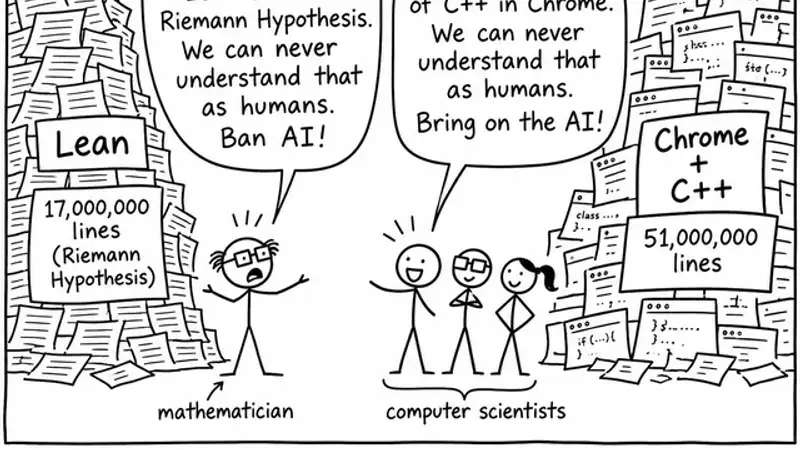 Riemann Hypothesis.
We can never
understand that
as humans.
Ban AI!
of C++ in Chrome.
We can never
understand that
as humans.
Bring on the AI!
Lean
17,000,000
lines
(Riemann
Hypothesis)
Chrome
+
C++
51,000,000
lines
class ....
} ..
if (...){
}
mathematician
computer scientists